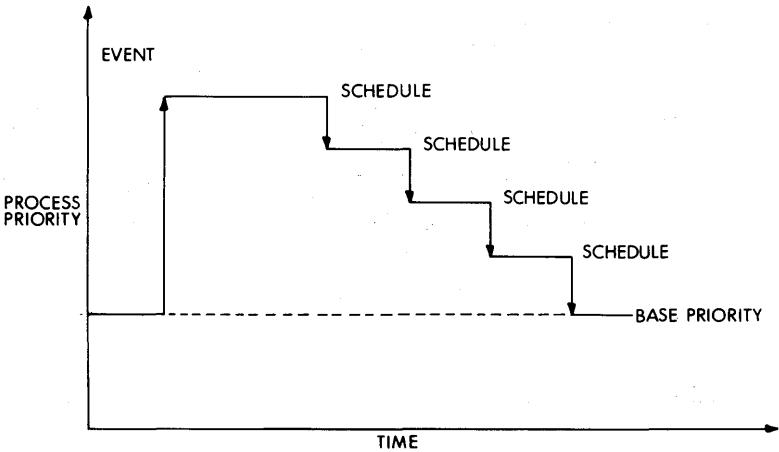 EVENT
SCHEDULE
SCHEDULE
PROCESS
PRIORITY
SCHEDULE
SCHEDULE
BASE PRIORITY
TIME